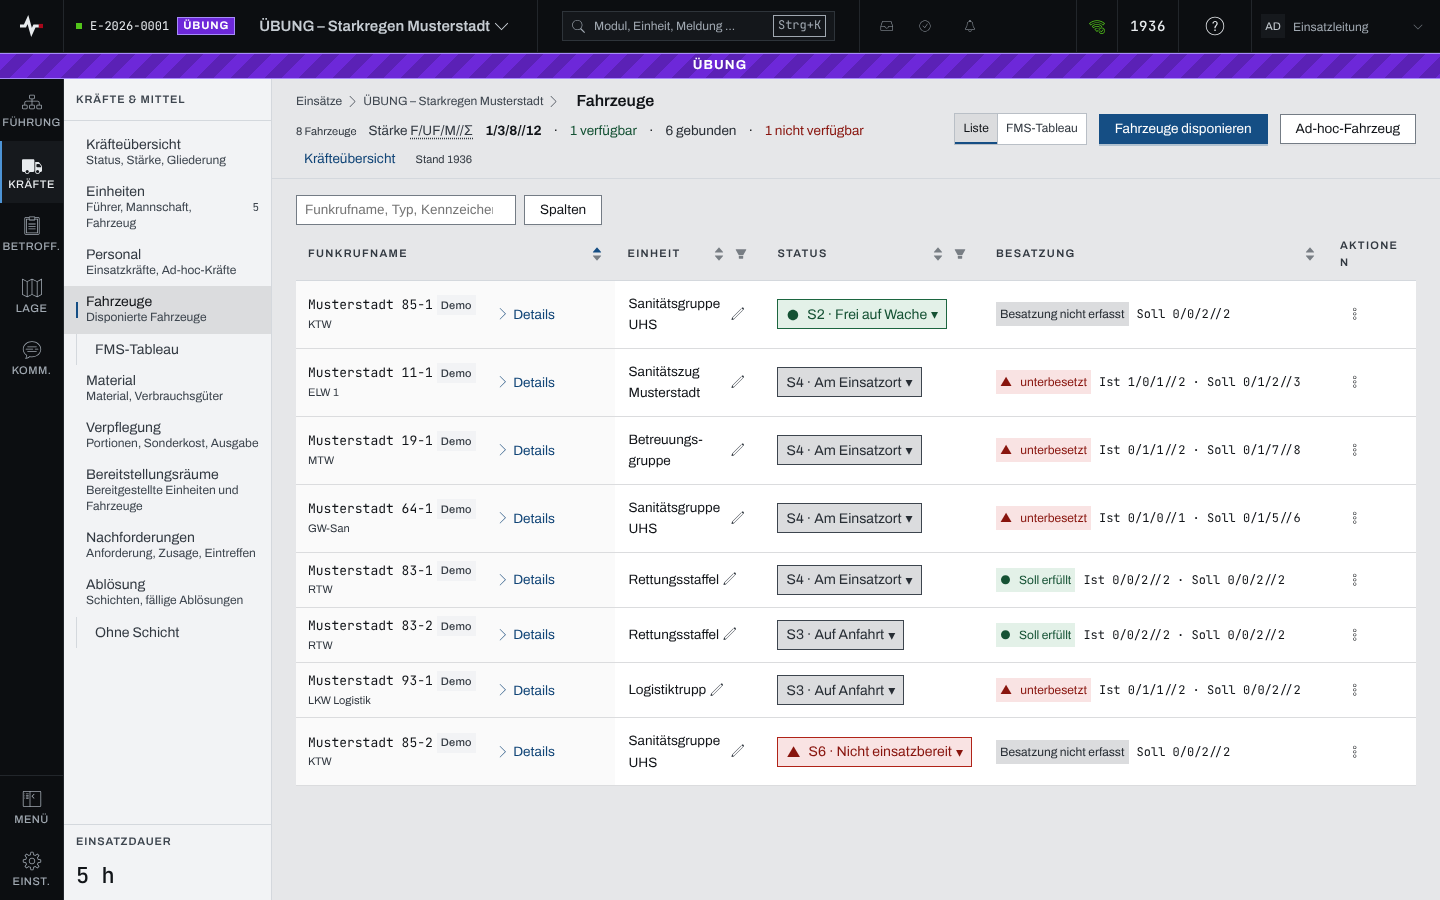 E-2026-0001 ÜBUNG ÜBUNG – Starkregen Musterstadt Modul, Einheit, Meldung ... Strg+K 1936 ? AD Einsatzleitung
ÜBUNG
FÜHRUNG
KRÄFTE
BETROFF.
LAGE
KOMM.
MENÜ
EINST.
KRÄFTE & MITTEL
Kräfteübersicht
Status, Stärke, Gliederung
Einheiten
Führer, Mannschaft, 5
Fahrzeug
Personal
Einsatzkräfte, Ad-hoc-Kräfte
Fahrzeuge
Disponierte Fahrzeuge
FMS-Tableau
Material
Material, Verbrauchsgüter
Verpflegung
Portionen, Sonderkost, Ausgabe
Bereitstellungsräume
Bereitgestellte Einheiten und
Fahrzeuge
Nachforderungen
Anforderung, Zusage, Eintreffen
Ablösung
Schichten, fällige Ablösungen
Ohne Schicht
EINSATZDAUER
5 h
Einsätze ÜBUNG – Starkregen Musterstadt Fahrzeuge
8 Fahrzeuge Stärke F/UF/M//Σ 1/3/8//12 · 1 verfügbar · 6 gebunden · 1 nicht verfügbar
Kräfteübersicht Stand 1936
Liste FMS-Tableau Fahrzeuge disponieren Ad-hoc-Fahrzeug
Funkrufname, Typ, Kennzeichen Spalten
FUNKRUFNAME EINHEIT STATUS BESATZUNG AKTIONE
N
Musterstadt 85-1 Demo
KTW
Details
Sanitätsgruppe
UHS
S2 · Frei auf Wache
Besatzung nicht erfasst Soll 0/0/2//2
Musterstadt 11-1 Demo
ELW 1
Details
Sanitätszug
Musterstadt
S4 · Am Einsatzort
unterbesetzt Ist 1/0/1//2 · Soll 0/1/2//3
Musterstadt 19-1 Demo
MTW
Details
Betreuungs-
gruppe
S4 · Am Einsatzort
unterbesetzt Ist 0/1/1//2 · Soll 0/1/7//8
Musterstadt 64-1 Demo
GW-San
Details
Sanitätsgruppe
UHS
S4 · Am Einsatzort
unterbesetzt Ist 0/1/0//1 · Soll 0/1/5//6
Musterstadt 83-1 Demo
RTW
Details
Rettungsstaffel
S4 · Am Einsatzort
Soll erfüllt Ist 0/0/2//2 · Soll 0/0/2//2
Musterstadt 83-2 Demo
RTW
Details
Rettungsstaffel
S3 · Auf Anfahrt
Soll erfüllt Ist 0/0/2//2 · Soll 0/0/2//2
Musterstadt 93-1 Demo
LKW Logistik
Details
Logistiktrupp
S3 · Auf Anfahrt
unterbesetzt Ist 0/1/1//2 · Soll 0/0/2//2
Musterstadt 85-2 Demo
KTW
Details
Sanitätsgruppe
UHS
S6 · Nicht einsatzbereit
Besatzung nicht erfasst Soll 0/0/2//2